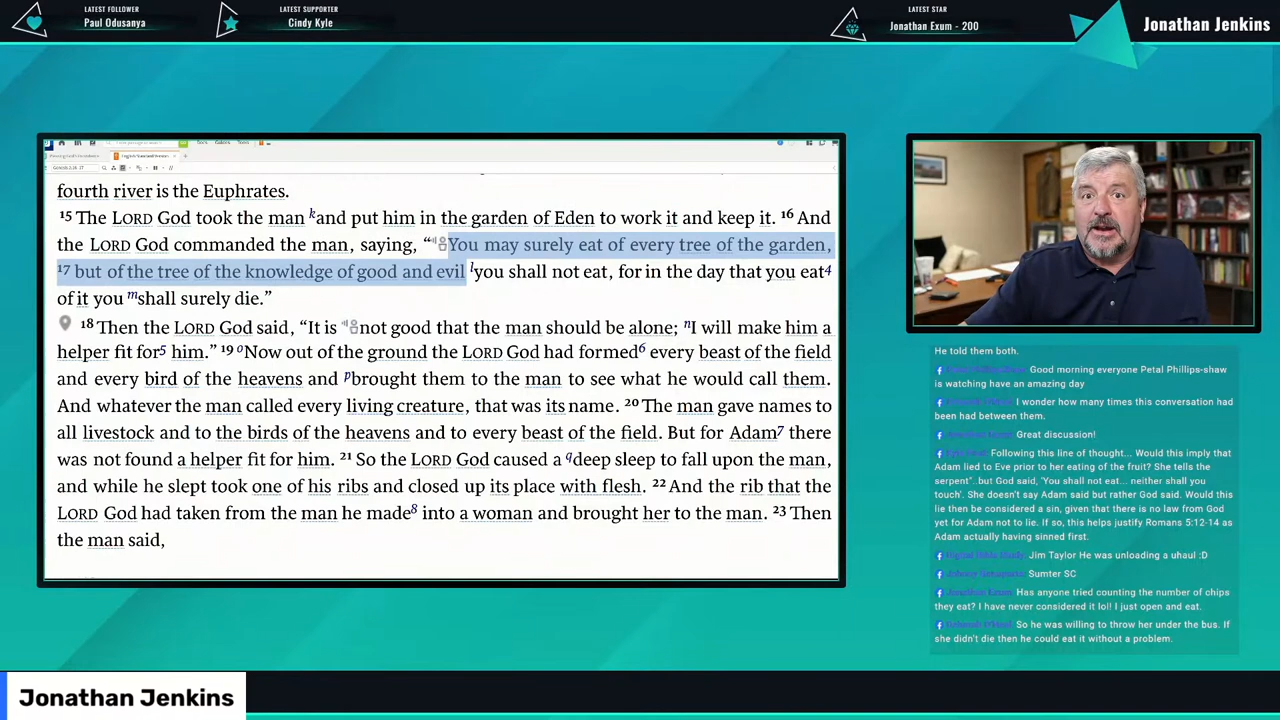 LATEST FOLLOWER
Paul Odusanya
LATEST SUPPORTER
Cindy Kyle
LATEST STAR
Jonathan Exum - 200
Jonathan Jenkins
fourth river is the Euphrates.
15 The LORD God took the man k and put him in the garden of Eden to work it and keep it. 16 And
the LORD God commanded the man, saying, “You may surely eat of every tree of the garden,
17 but of the tree of the knowledge of good and evil l you shall not eat, for in the day that you eat4
of it you m shall surely die.”
18 Then the LORD God said, “It is not good that the man should be alone; n I will make him a
helper fit for5 him.” 19 o Now out of the ground the LORD God had formed6 every beast of the field
and every bird of the heavens and p brought them to the man to see what he would call them.
And whatever the man called every living creature, that was its name. 20 The man gave names to
all livestock and to the birds of the heavens and to every beast of the field. But for Adam7 there
was not found a helper fit for him. 21 So the LORD God caused a q deep sleep to fall upon the man,
and while he slept took one of his ribs and closed up its place with flesh. 22 And the rib that the
LORD God had taken from the man he made8 into a woman and brought her to the man. 23 Then
the man said,
He told them both.
Good morning everyone Petal Phillips-shaw
is watching have an amazing day
I wonder how many times this conversation had
been had between them.
Great discussion!
Following this line of thought... Would this imply that
Adam lied to Eve prior to her eating of the fruit? She tells the
serpent"..but God said, 'You shall not eat... neither shall you
touch'. She doesn't say Adam said but rather God said. Would this
lie then be considered a sin, given that there is no law from God
yet for Adam not to lie. If so, this helps justify Romans 5:12-14 as
Adam actually having sinned first.
Digital Bible Study: Jim Taylor He was unloading a uhaul :D
Sumter SC
Jonathan Exum: Has anyone tried counting the number of chips
they eat? I have never considered it lol! I just open and eat.
So he was willing to throw her under the bus. If
she didn't die then he could eat it without a problem.
Jonathan Jenkins